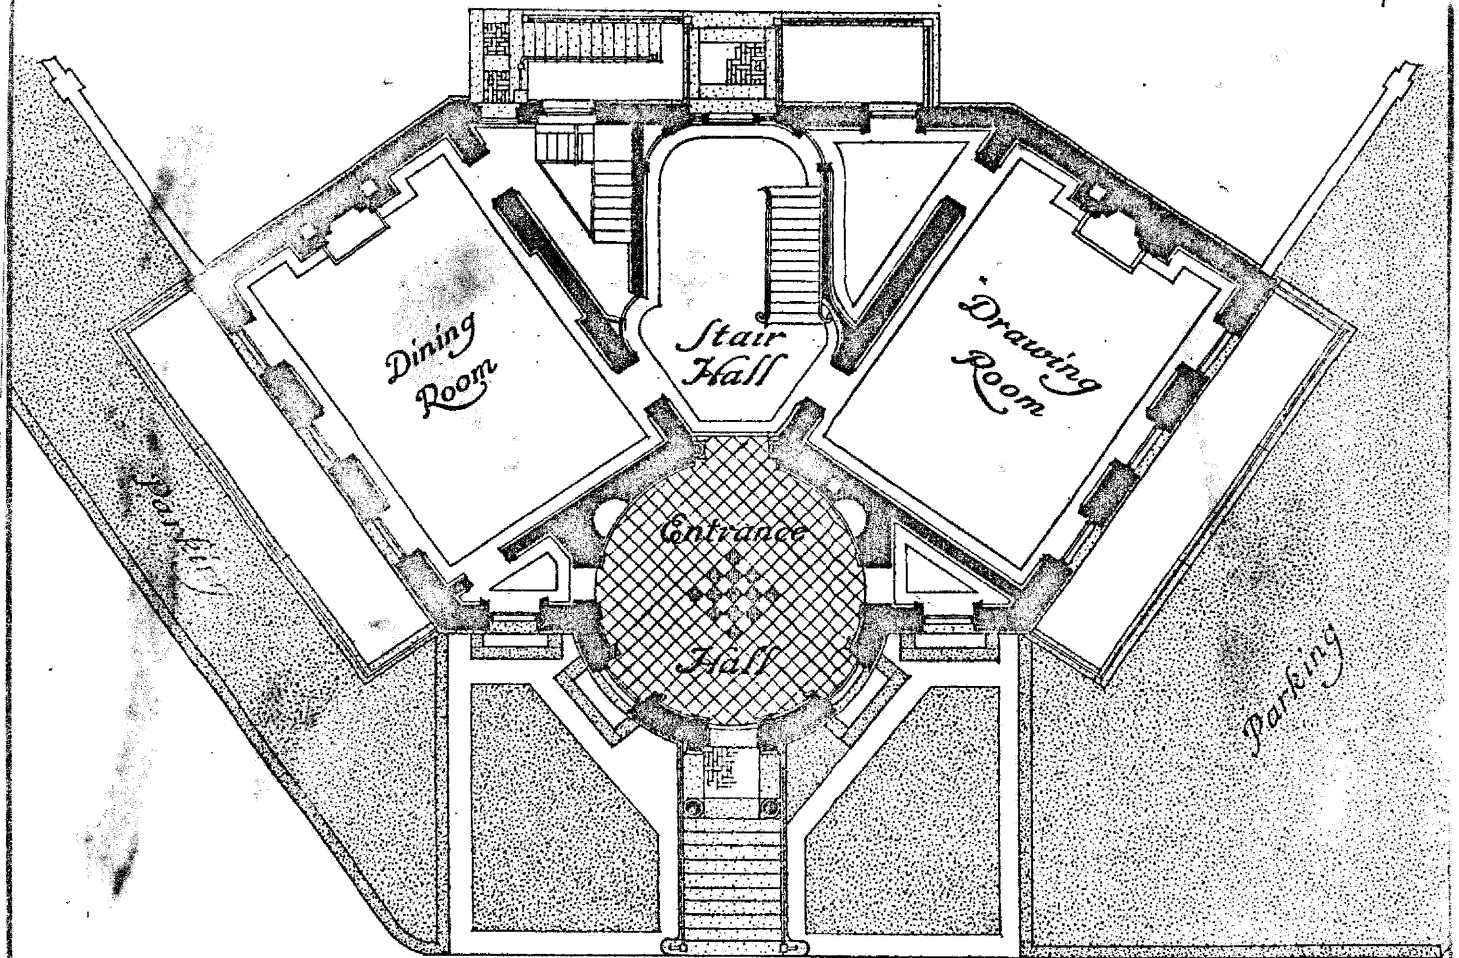 Dining
Room
Stair
Hall
Drawing
Room
Entrance
Hall
Parking